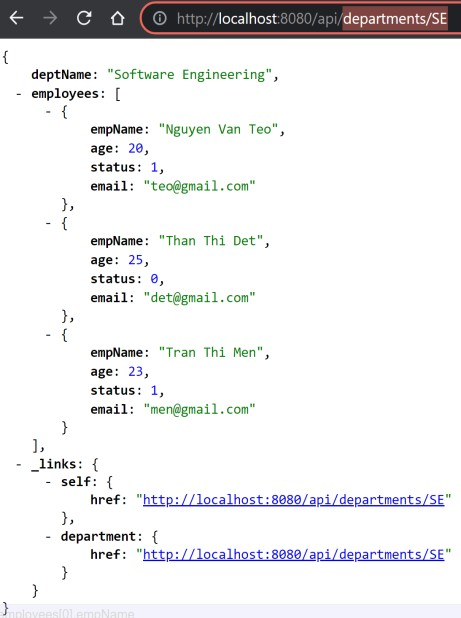 http://localhost:8080/api/departments/SE
{
deptName: "Software Engineering",
- employees: [
- {
empName: "Nguyen Van Teo",
age: 20,
status: 1,
email: "teo@gmail.com"
},
- {
empName: "Than Thi Det",
age: 25,
status: 0,
email: "det@gmail.com"
},
- {
empName: "Tran Thi Men",
age: 23,
status: 1,
email: "men@gmail.com"
}
],
- _links: {
- self: {
href: "http://localhost:8080/api/departments/SE"
},
- department: {
href: "http://localhost:8080/api/departments/SE"
}
}
}
employees[0].empName